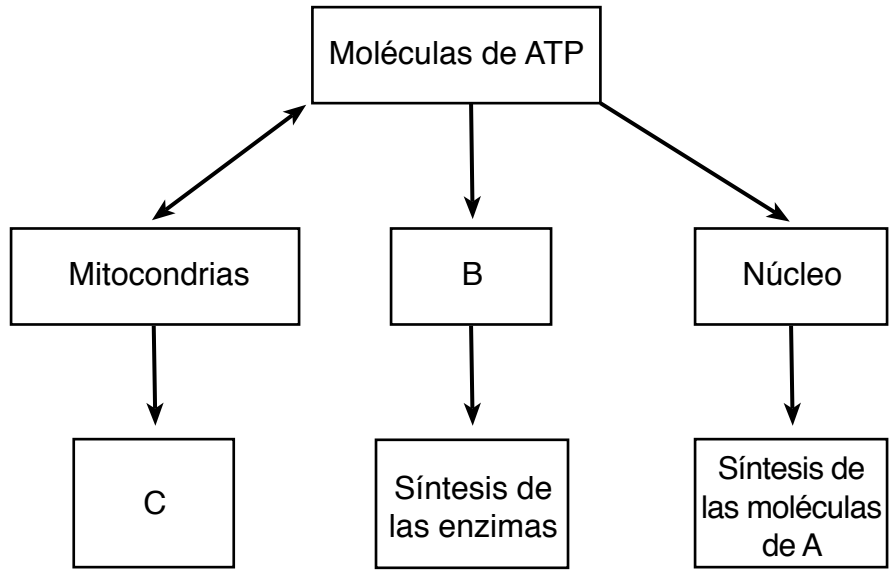 Moléculas de ATP
Mitocondrias
B
Núcleo
C
Síntesis de
las enzimas
Síntesis de
las moléculas
de A